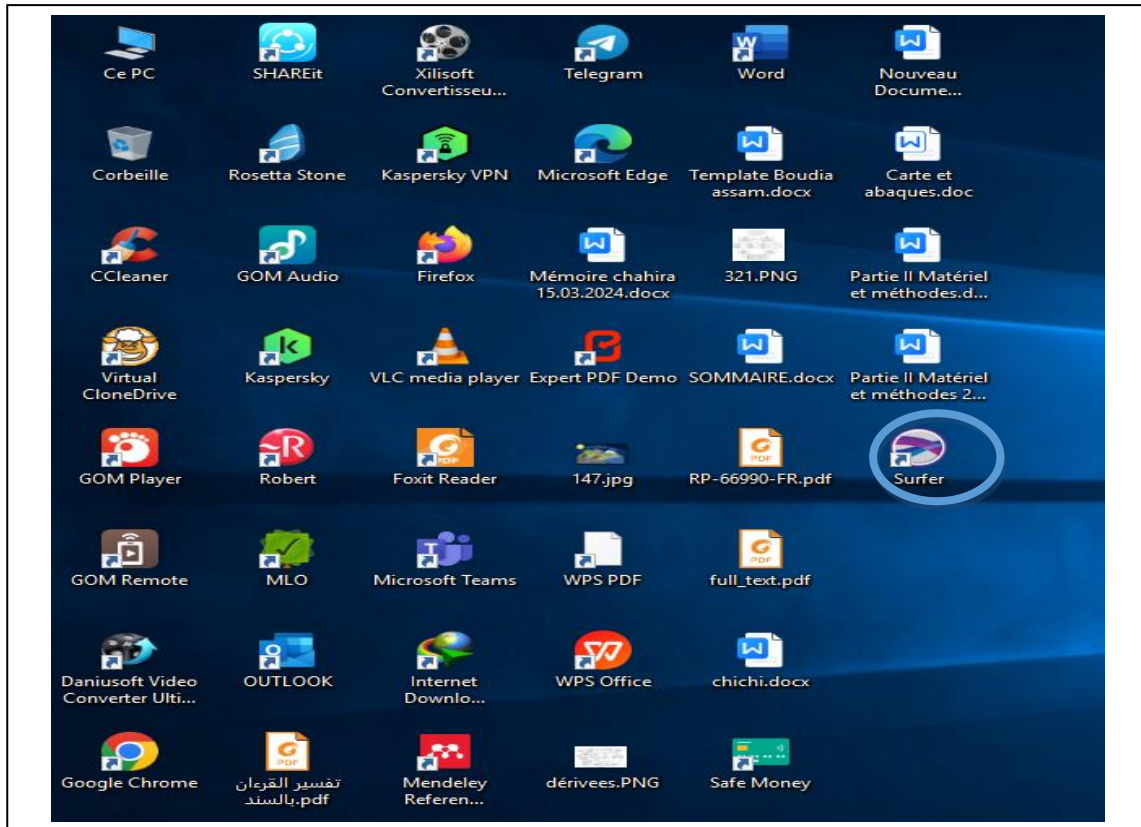 Ce PC
SHAREit
Xilisoft
Convertisseu...
Telegram
Word
Nouveau
Docume...
Corbeille
Rosetta Stone
Kaspersky VPN
Microsoft Edge
Template Boudia
assam.docx
Carte et
abaques.doc
CCleaner
GOM Audio
Firefox
Mémoire chahira
15.03.2024.docx
321.PNG
Partie II Matériel
et méthodes.d...
Virtual
CloneDrive
Kaspersky
VLC media player
Expert PDF Demo
SOMMAIRE.docx
Partie II Matériel
et méthodes 2...
GOM Player
Robert
Foxit Reader
147.jpg
RP-66990-FR.pdf
Surfer
GOM Remote
MLO
Microsoft Teams
WPS PDF
full_text.pdf
Daniusoft Video
Converter Ulti...
OUTLOOK
Internet
Downlo...
WPS Office
chichi.docx
Google Chrome
تفسير القرءان
بالسند.pdf
Mendeley
Referen...
dérivees.PNG
Safe Money